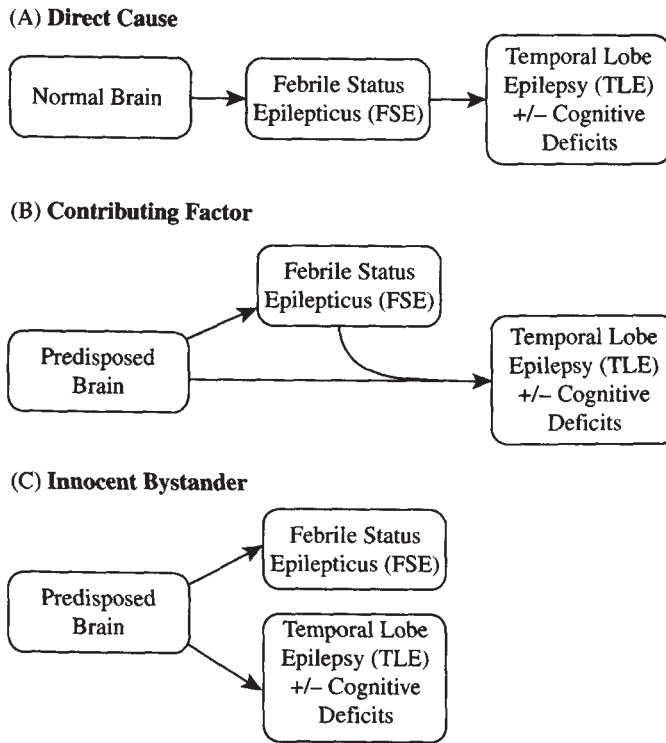 (A) Direct Cause
Normal Brain
Febrile Status
Epilepticus (FSE)
Temporal Lobe
Epilepsy (TLE)
+/– Cognitive
Deficits
(B) Contributing Factor
Febrile Status
Epilepticus (FSE)
Predisposed
Brain
Temporal Lobe
Epilepsy (TLE)
+/– Cognitive
Deficits
(C) Innocent Bystander
Febrile Status
Epilepticus (FSE)
Predisposed
Brain
Temporal Lobe
Epilepsy (TLE)
+/– Cognitive
Deficits